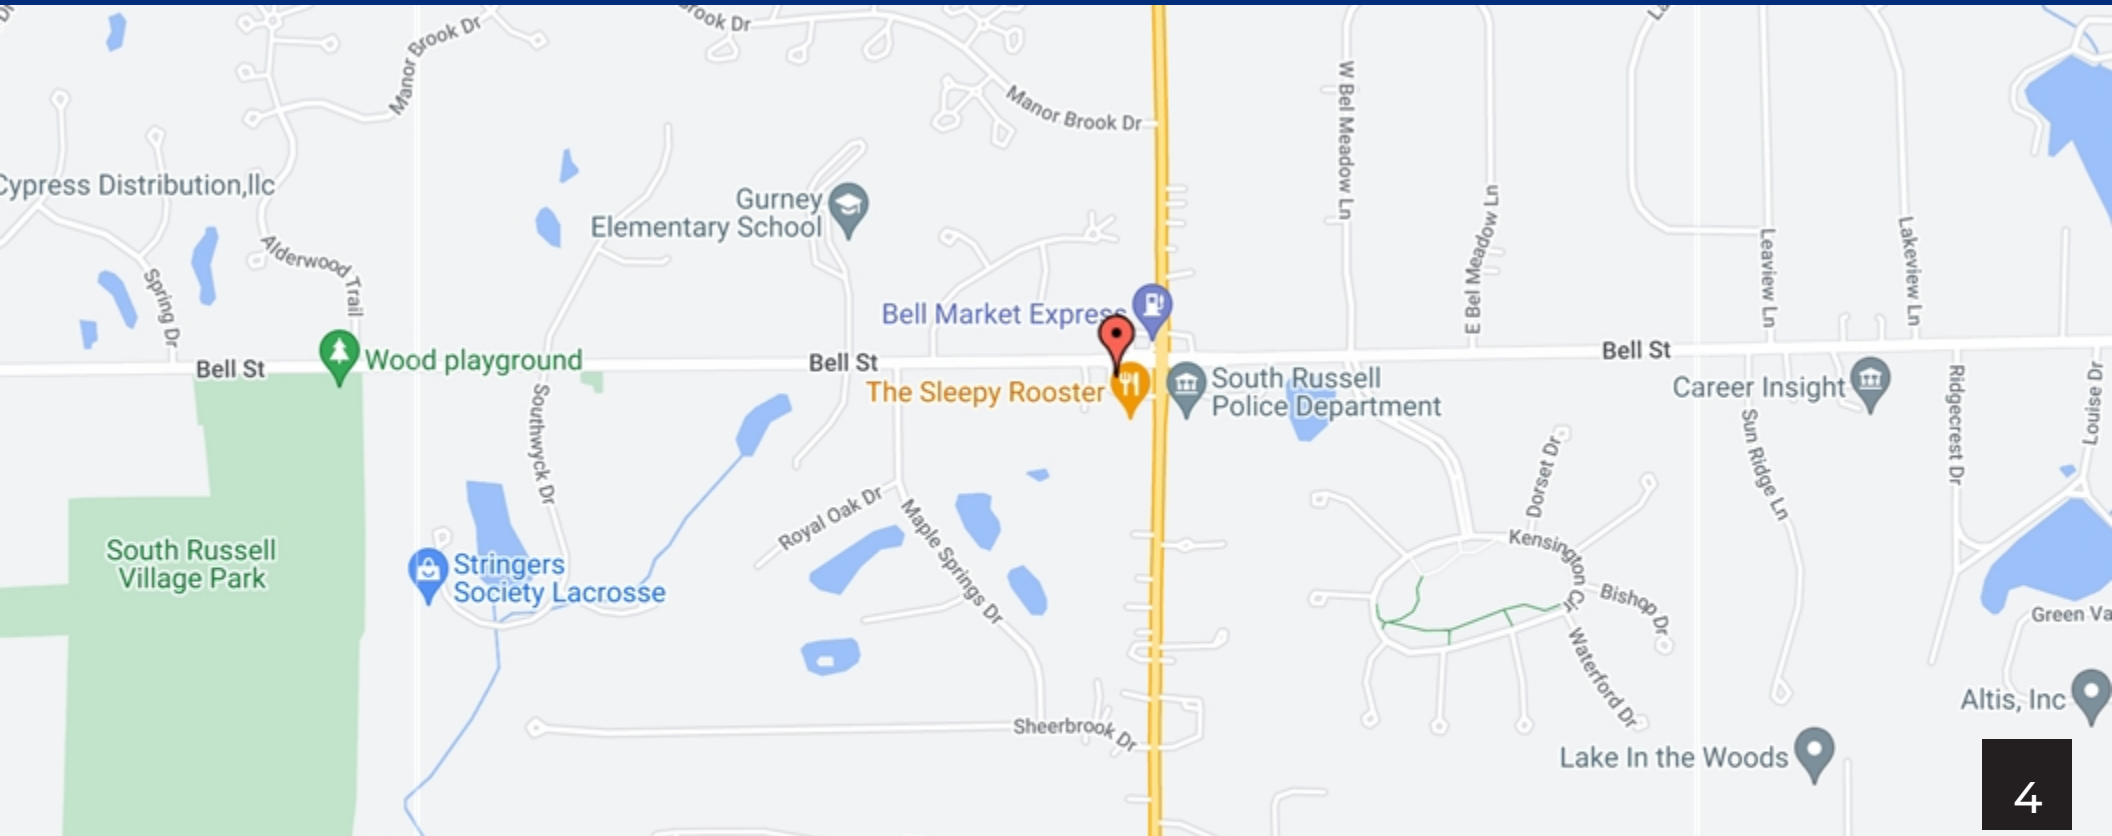 Manor Brook Dr
Brook Dr
Manor Brook Dr
W Bel Meadow Ln
E Bel Meadow Ln
Leaview Ln
Lakeview Ln
Cypress Distribution,llc
Gurney
Elementary School
Alderwood Trail
Spring Dr
Bell Market Express
Bell St
Wood playground
Bell St
The Sleepy Rooster
South Russell
Police Department
Bell St
Career Insight
Southwyck Dr
Sun Ridge Ln
Ridgecrest Dr
Louise Dr
Dorset Dr
Royal Oak Dr
Maple Springs Dr
Kensington Cir
Bishop Dr
Waterford Dr
South Russell
Village Park
Stringers
Society Lacrosse
Green Va
Altis, Inc
Sheerbrook Dr
Lake In the Woods
4